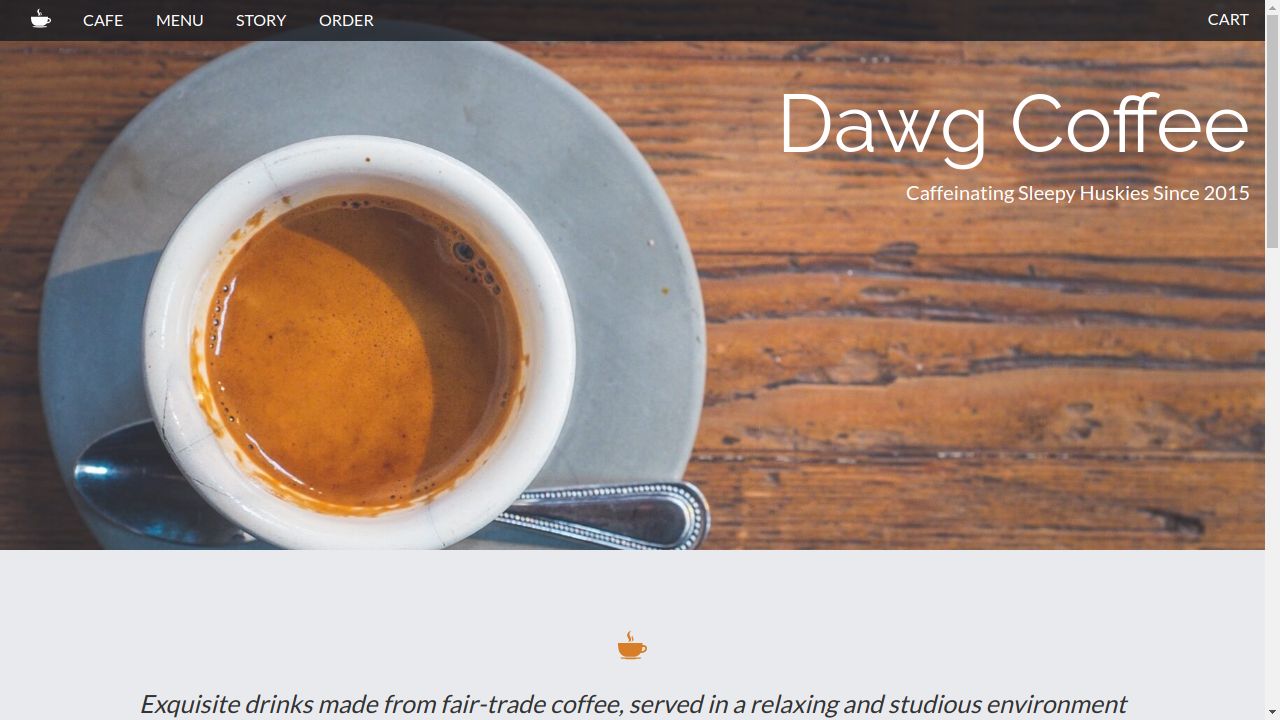 CAFE MENU STORY ORDER CART
Dawg Coffee
Caffeinating Sleepy Huskies Since 2015
Exquisite drinks made from fair-trade coffee, served in a relaxing and studious environment